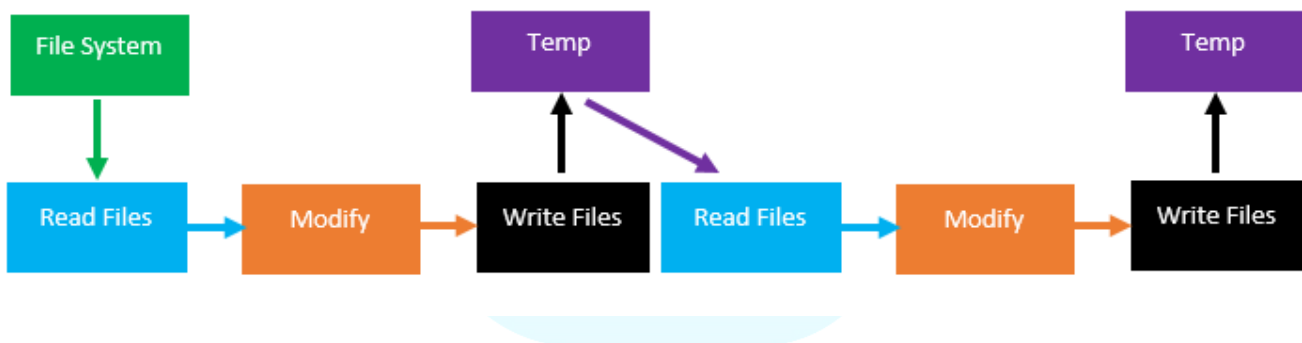 File System
Temp
Temp
Read Files
Modify
Write Files
Read Files
Modify
Write Files